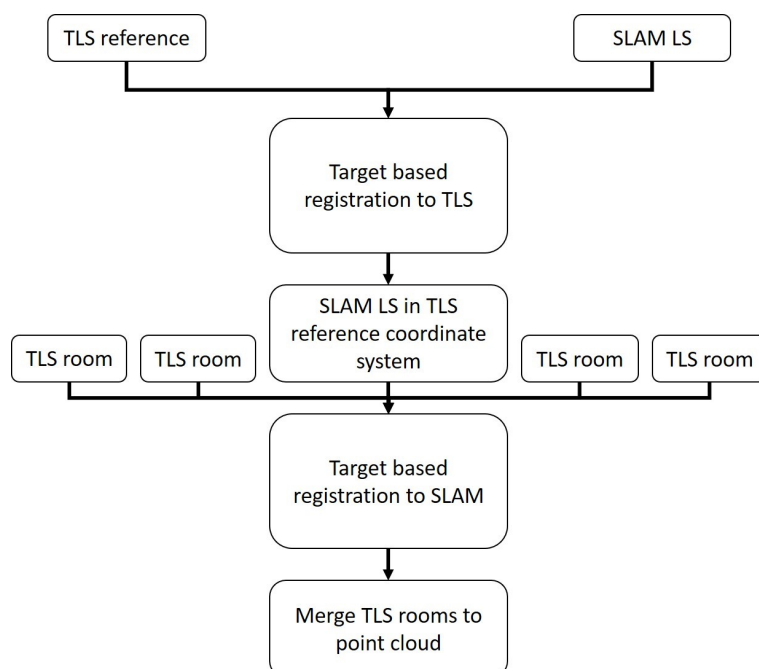 TLS reference
SLAM LS
Target based
registration to TLS
SLAM LS in TLS
reference coordinate
system
TLS room
TLS room
TLS room
TLS room
Target based
registration to SLAM
Merge TLS rooms to
point cloud